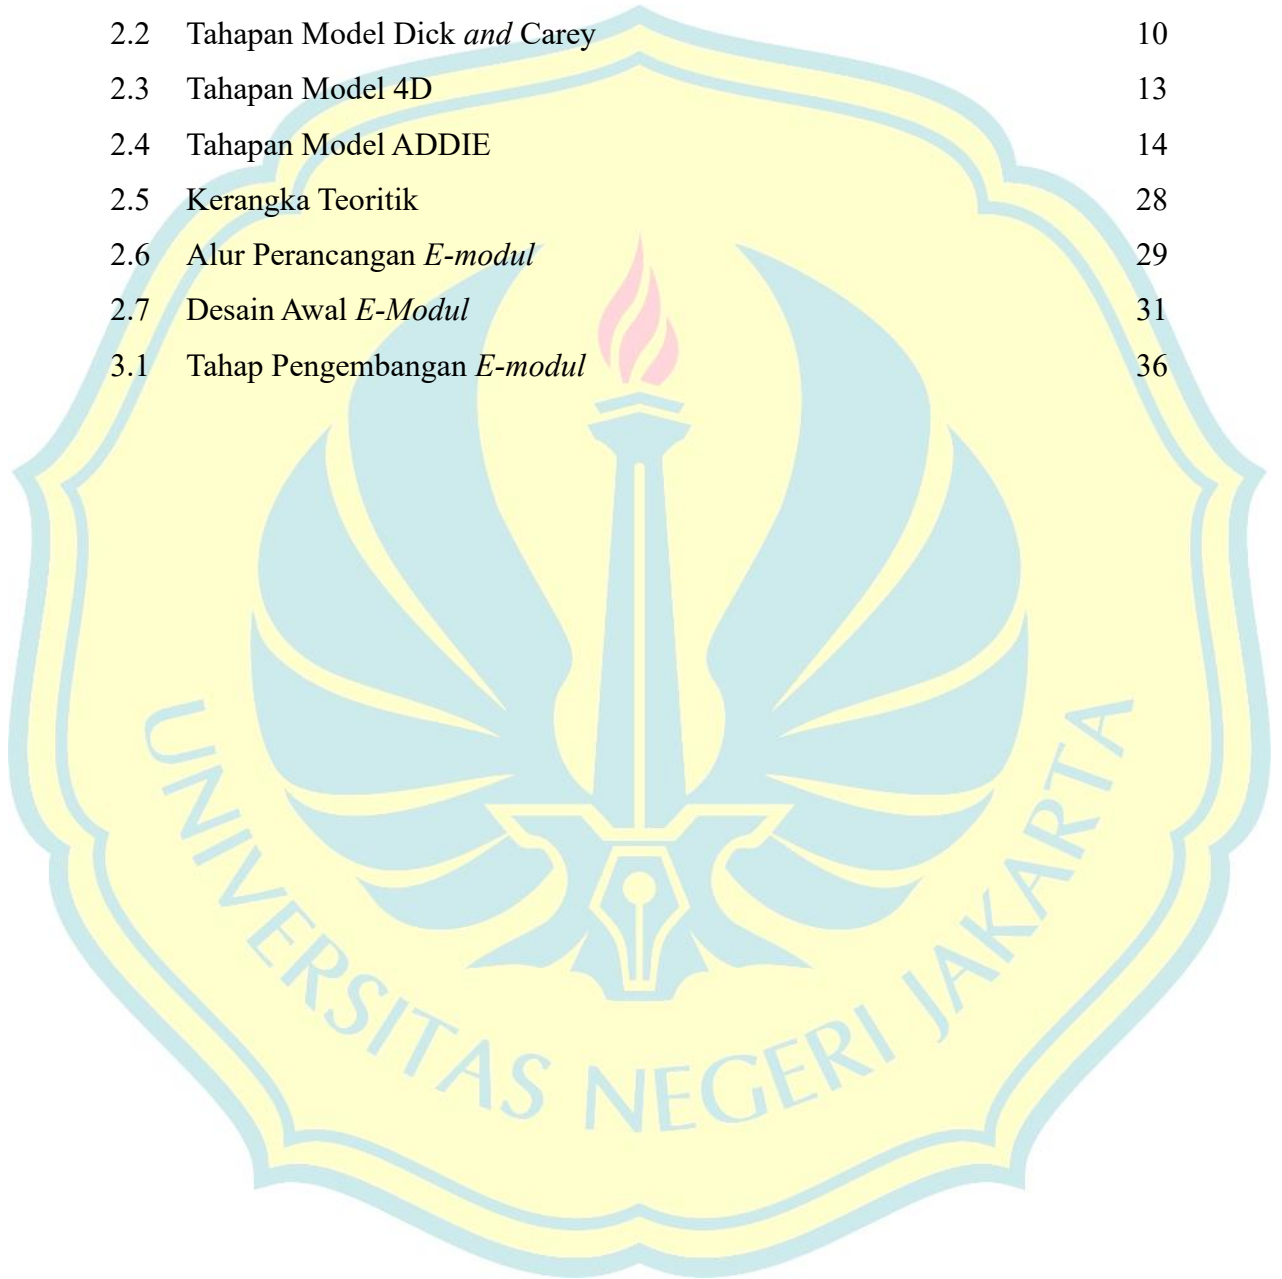 2.2 Tahapan Model Dick and Carey 10
2.3 Tahapan Model 4D 13
2.4 Tahapan Model ADDIE 14
2.5 Kerangka Teoritik 28
2.6 Alur Perancangan E-modul 29
2.7 Desain Awal E-Modul 31
3.1 Tahap Pengembangan E-modul 36
UNIVERSITAS NEGERI JAKARTA